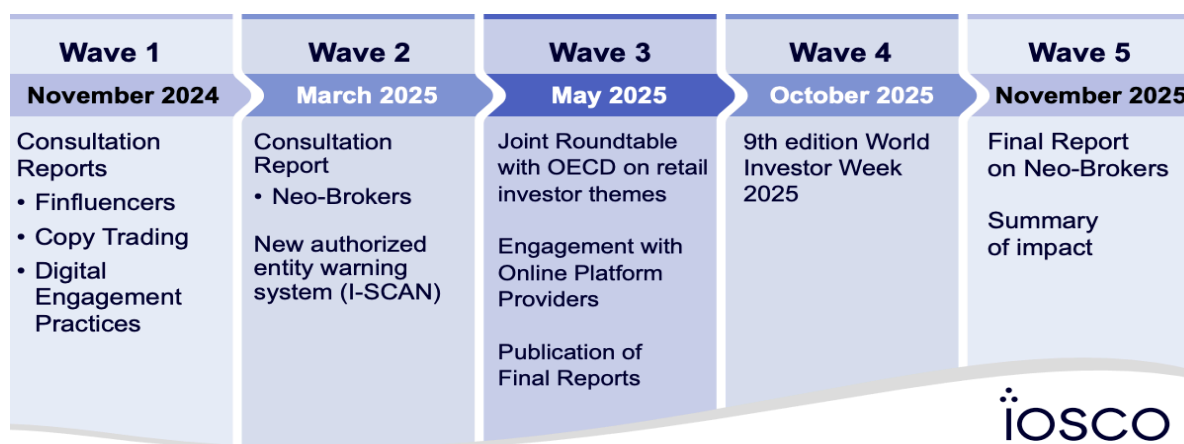 Wave 1
November 2024
Consultation
Reports
• Finfluencers
• Copy Trading
• Digital
Engagement
Practices
Wave 2
March 2025
Consultation
Report
• Neo-Brokers
New authorized
entity warning
system (I-SCAN)
Wave 3
May 2025
Joint Roundtable
with OECD on retail
investor themes
Engagement with
Online Platform
Providers
Publication of
Final Reports
Wave 4
October 2025
9th edition World
Investor Week
2025
Wave 5
November 2025
Final Report
on Neo-Brokers
Summary
of impact
iosco